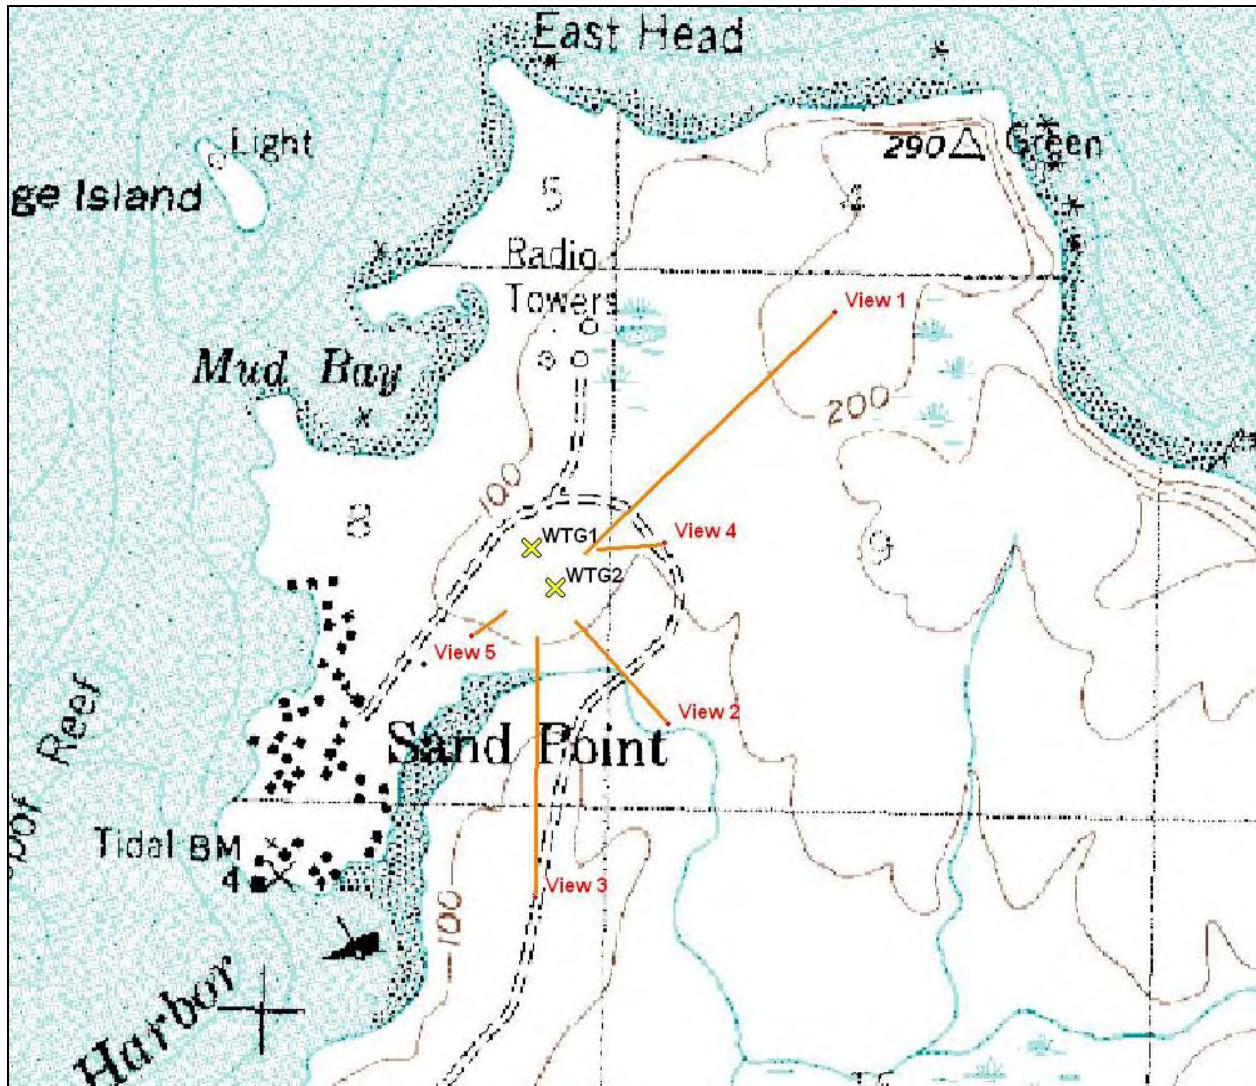 East Head
Light
ge Island
290
Green
5
4
Radio
Towers
View 1
Mud Bay
200
100
8
9
WTG1
View 4
WTG2
View 5
Reef
View 2
Sand Point
Tidal BM
4
View 3
100
Harbor